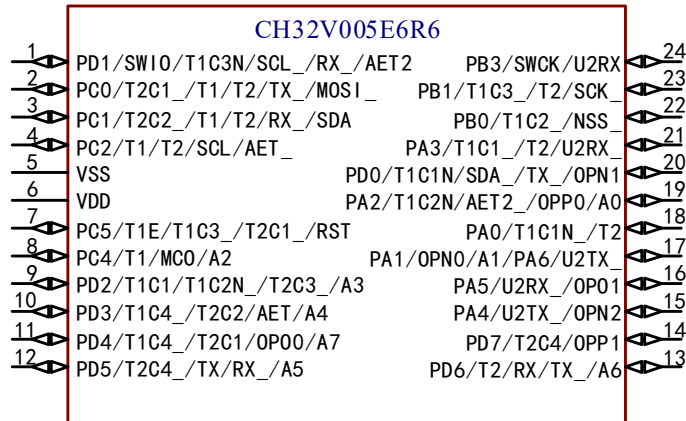 CH32V005E6R6
1 PD1/SWIO/T1C3N/SCL_/RX_/AET2 PB3/SWCK/U2RX 24
2 PC0/T2C1_/T1/T2/TX_/MOSI_ PB1/T1C3_/T2/SCK_ 23
3 PC1/T2C2_/T1/T2/RX_/SDA PB0/T1C2_/NSS_ 22
4 PC2/T1/T2/SCL/AET_ PA3/T1C1_/T2/U2RX_ 21
5 VSS PD0/T1C1N/SDA_/TX_/OPN1 20
6 VDD PA2/T1C2N/AET2_/OPP0/A0 19
7 PC5/T1E/T1C3_/T2C1_/RST PA0/T1C1N_/T2 18
8 PC4/T1/MCO/A2 PA1/OPN0/A1/PA6/U2TX_ 17
9 PD2/T1C1/T1C2N_/T2C3_/A3 PA5/U2RX_/OPO1 16
10 PD3/T1C4_/T2C2/AET/A4 PA4/U2TX_/OPN2 15
11 PD4/T1C4_/T2C1/OPO0/A7 PD7/T2C4/OPP1 14
12 PD5/T2C4_/TX/RX_/A5 PD6/T2/RX/TX_/A6 13